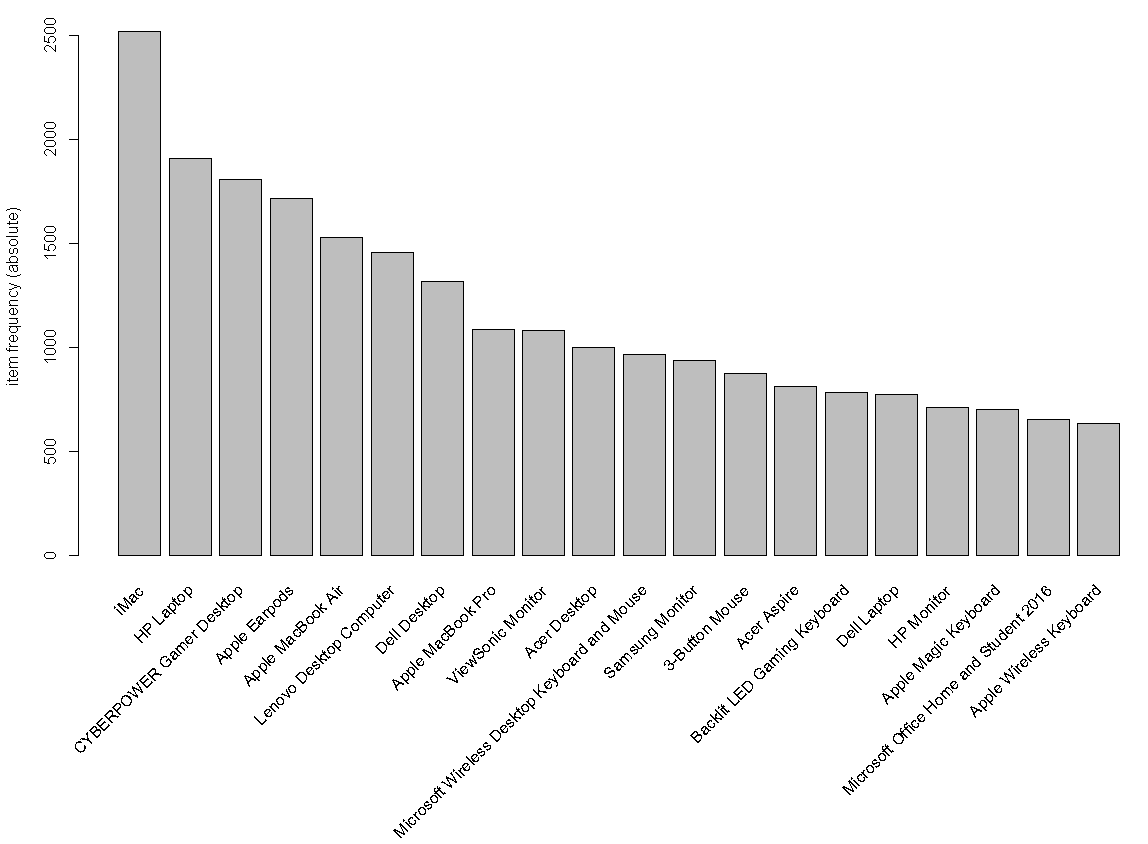 item frequency (absolute)
2500
2000
1500
1000
500
0
iMac
HP Laptop
CYBERPOWER Gamer Desktop
Apple Earpods
Apple MacBook Air
Lenovo Desktop Computer
Dell Desktop
Apple MacBook Pro
ViewSonic Monitor
Acer Desktop
Microsoft Wireless Desktop Keyboard and Mouse
Samsung Monitor
3-Button Mouse
Acer Aspire
Backlit LED Gaming Keyboard
Dell Laptop
HP Monitor
Apple Magic Keyboard
Microsoft Office Home and Student 2016
Apple Wireless Keyboard